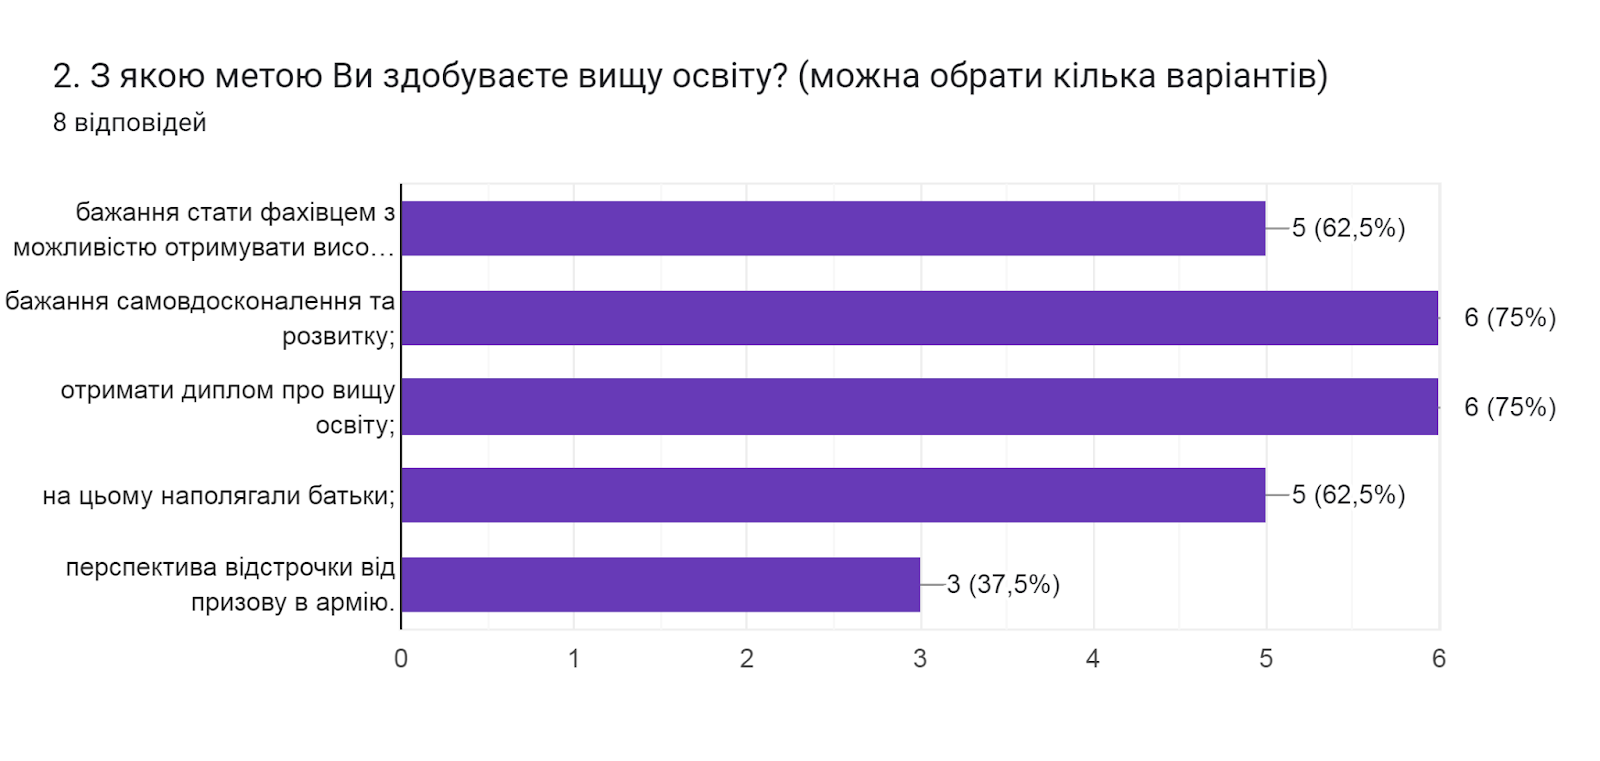 2. З якою метою Ви здобуваєте вищу освіту? (можна обрати кілька варіантів)
8 відповідей
бажання стати фахівцем з
можливістю отримувати висо…
5 (62,5%)
бажання самовдосконалення та
розвитку;
6 (75%)
отримати диплом про вищу
освіту;
6 (75%)
на цьому наполягали батьки;
5 (62,5%)
перспектива відстрочки від
призову в армію.
3 (37,5%)
0 1 2 3 4 5 6